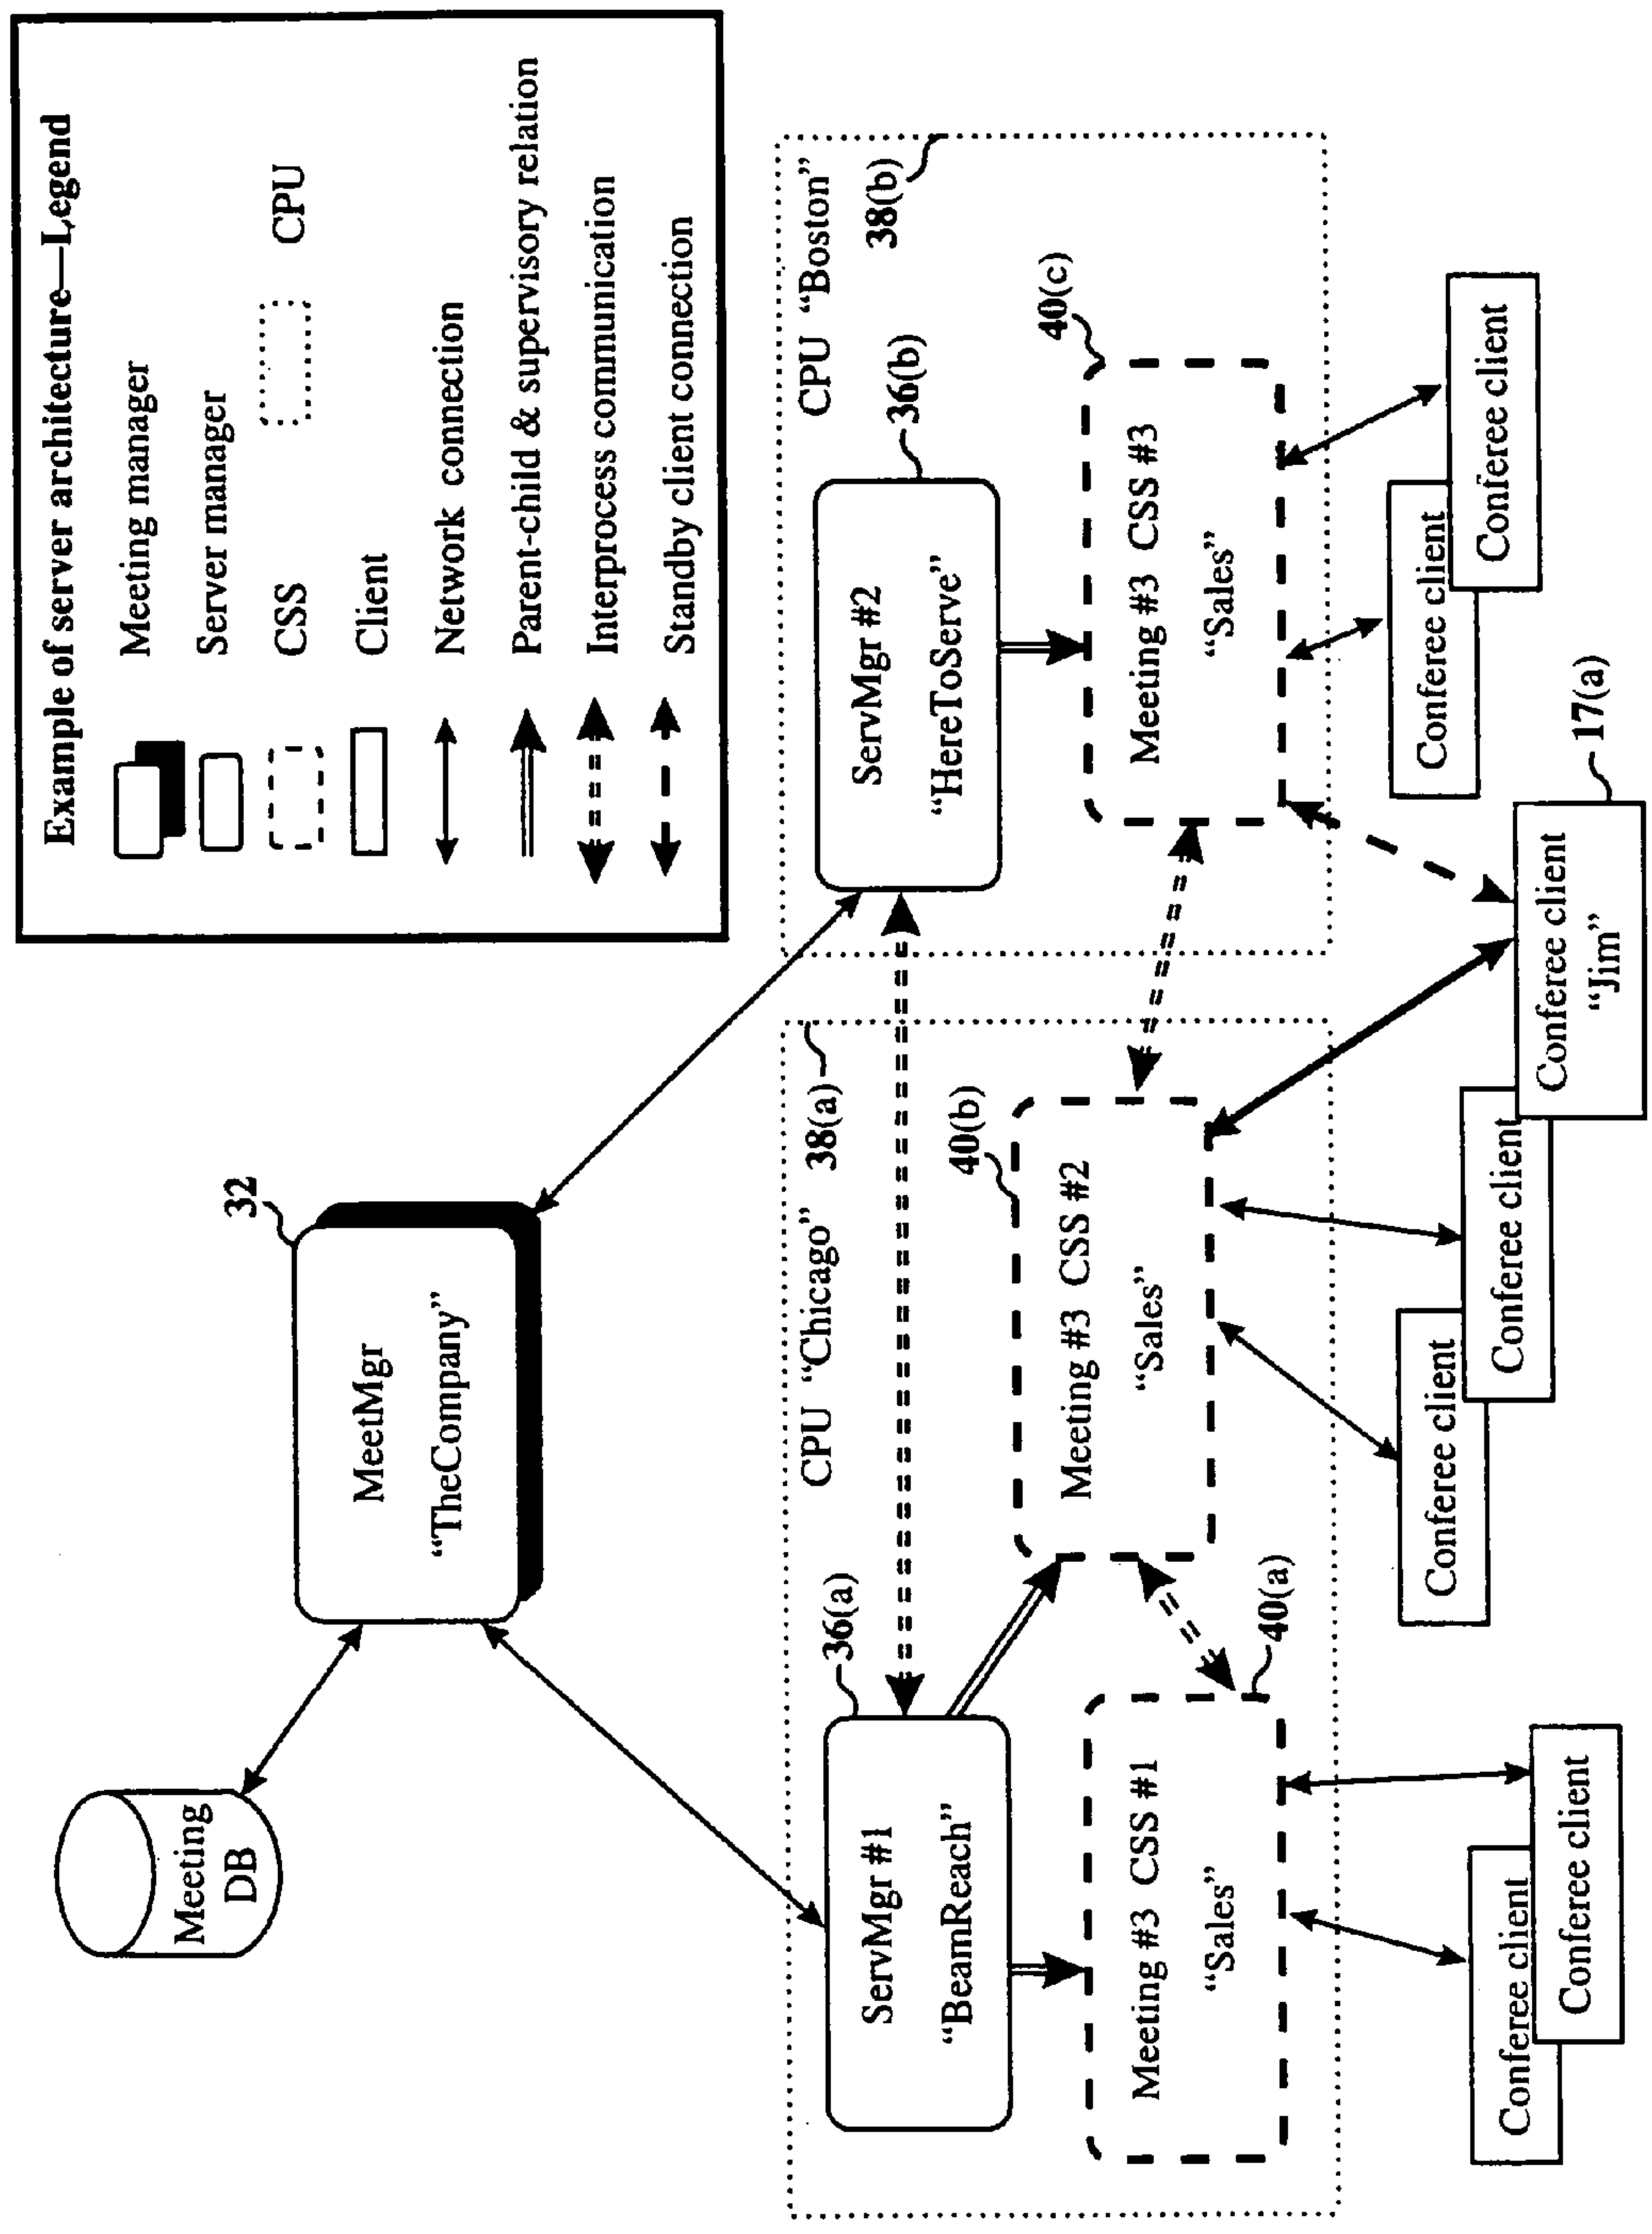 Example of server architecture—Legend
Meeting manager
Server manager
CSS
CPU
Client
Network connection
Parent-child & supervisory relation
Interprocess communication
Standby client connection
Meeting
DB
32
MeetMgr
“TheCompany”
CPU “Chicago”
38(a)
CPU “Boston”
38(b)
36(a)
ServMgr #1
“BeamReach”
36(b)
ServMgr #2
“HereToServe”
40(b)
Meeting #3 CSS #2
“Sales”
40(c)
Meeting #3 CSS #3
“Sales”
40(a)
Meeting #3 CSS #1
“Sales”
Conferee client
Conferee client
Conferee client
Conferee client
Conferee client
“Jim”
17(a)
Conferee client
Conferee client